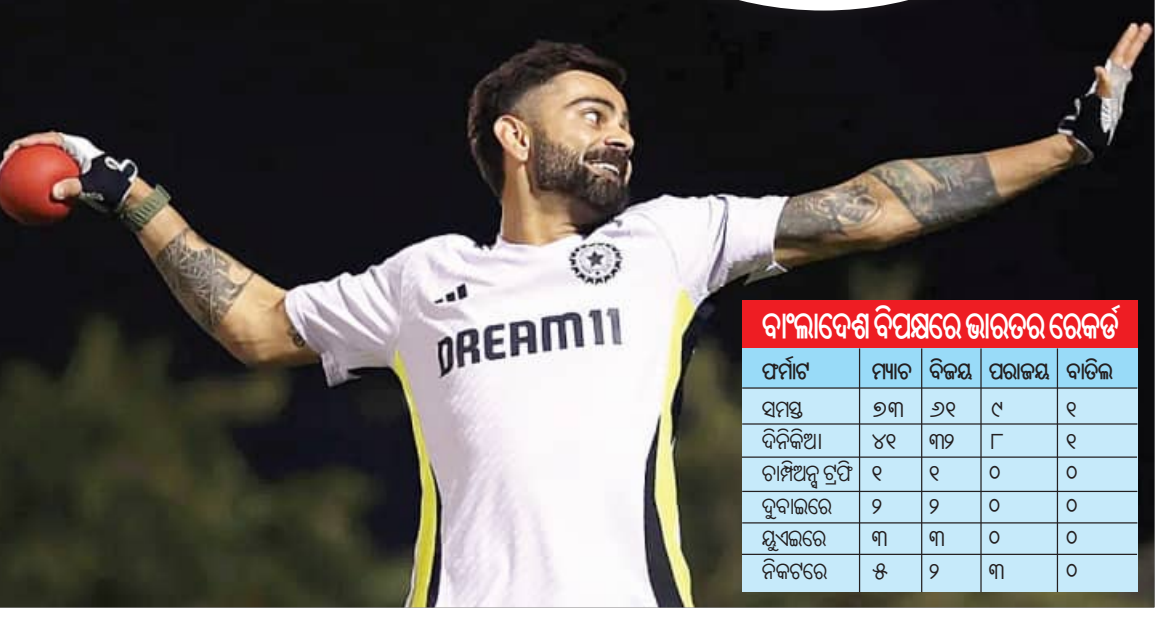 DREAM11
ବାଂଲାଦେଶ ବିପକ୍ଷରେ ଭାରତର ରେକର୍ଡ
ଫର୍ମାଟ ମ୍ୟାଚ ବିଜୟ ପରାଜୟ ବାତିଲ
ସମସ୍ତ ୭୩ ୬୧ ୯ ୧
ଦିନିକିଆ ୪୧ ୩୨ ୮ ୧
ଚାମ୍ପିଅନ୍ସ ଟ୍ରଫି ୧ ୧ ୦ ୦
ଦୁବାଇରେ ୨ ୨ ୦ ୦
ୟୁଏଇରେ ୩ ୩ ୦ ୦
ନିକଟରେ ୫ ୨ ୩ ୦